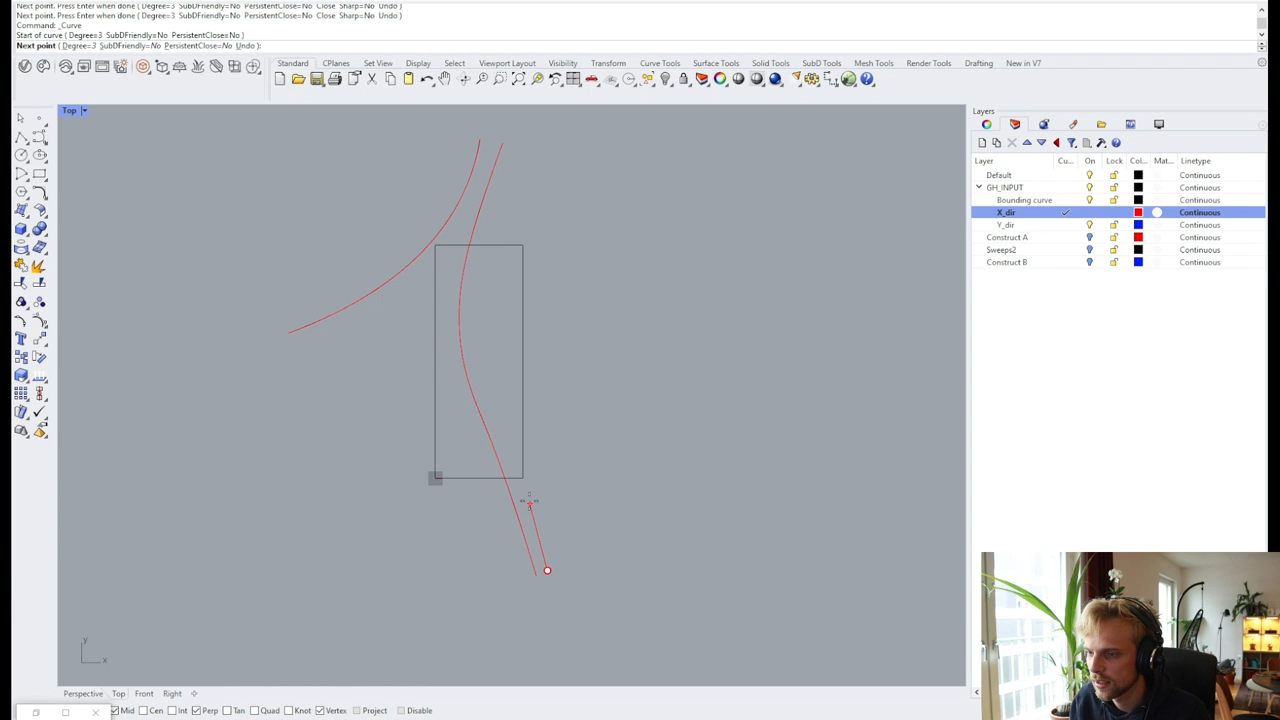 Next point. Press Enter when done ( Degree=3 SubDFriendly=No PersistentClose=No Close Sharp=No Undo )
Next point. Press Enter when done ( Degree=3 SubDFriendly=No PersistentClose=No Close Sharp=No Undo )
Command: _Curve
Start of curve ( Degree=3 SubDFriendly=No PersistentClose=No )
Next point ( Degree=3 SubDFriendly=No PersistentClose=No Undo ):
Standard CPlanes Set View Display Select Viewport Layout Visibility Transform Curve Tools Surface Tools Solid Tools SubD Tools Mesh Tools Render Tools Drafting New in V7
Top
Layers
Layer Cu... On Lock Col... Mat... Linetype
Default Continuous
GH_INPUT Continuous
Bounding curve Continuous
X_dir Continuous
Y_dir Continuous
Construct A Continuous
Sweeps2 Continuous
Construct B Continuous
y
x
Perspective Top Front Right
Mid Cen Int Perp Tan Quad Knot Vertex Project Disable